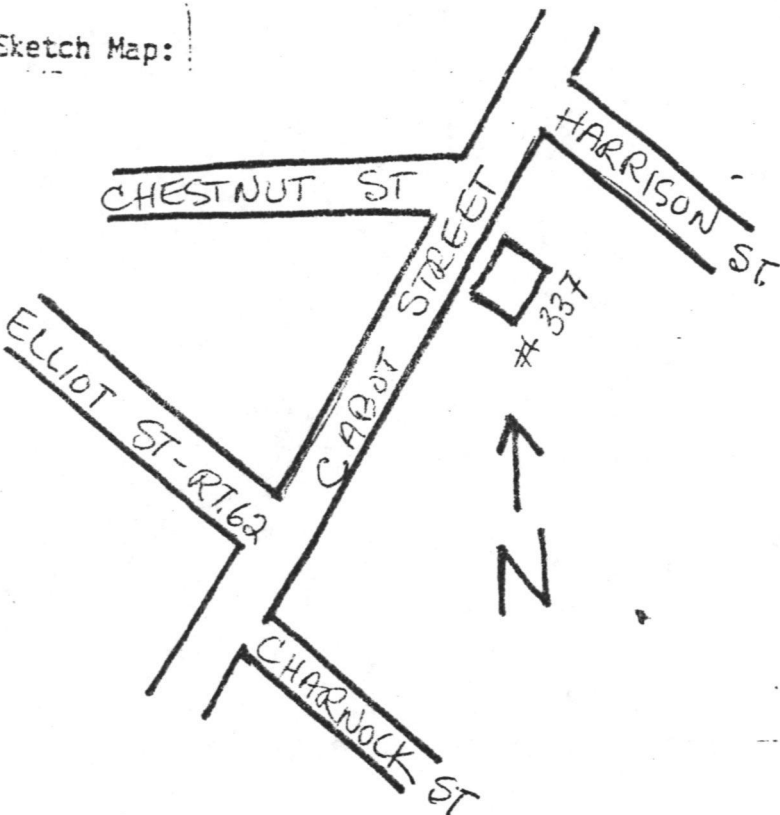 Sketch Map:
HARRISON ST.
CHESTNUT ST
CABOT STREET
# 337
ELLIOT ST-RT.62
N
CHARNOCK ST